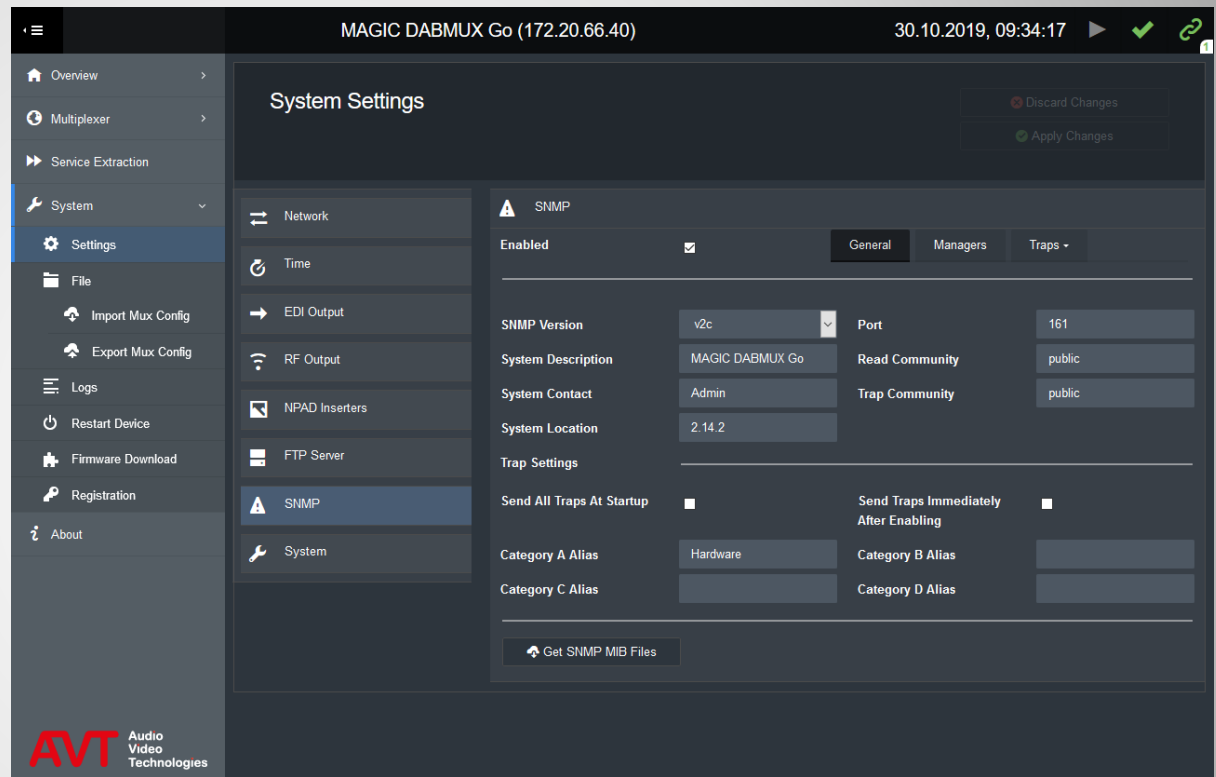 MAGIC DABMUX Go (172.20.66.40)
30.10.2019, 09:34:17
1
Overview
Multiplexer
Service Extraction
System
Settings
File
Import Mux Config
Export Mux Config
Logs
Restart Device
Firmware Download
Registration
About
AVT Audio
Video
Technologies
System Settings
Discard Changes
Apply Changes
Network
Time
EDI Output
RF Output
NPAD Inserters
FTP Server
SNMP
System
SNMP
Enabled
General Managers Traps
SNMP Version v2c Port 161
System Description MAGIC DABMUX Go Read Community public
System Contact Admin Trap Community public
System Location 2.14.2
Trap Settings
Send All Traps At Startup
Send Traps Immediately
After Enabling
Category A Alias Hardware Category B Alias
Category C Alias Category D Alias
Get SNMP MIB Files